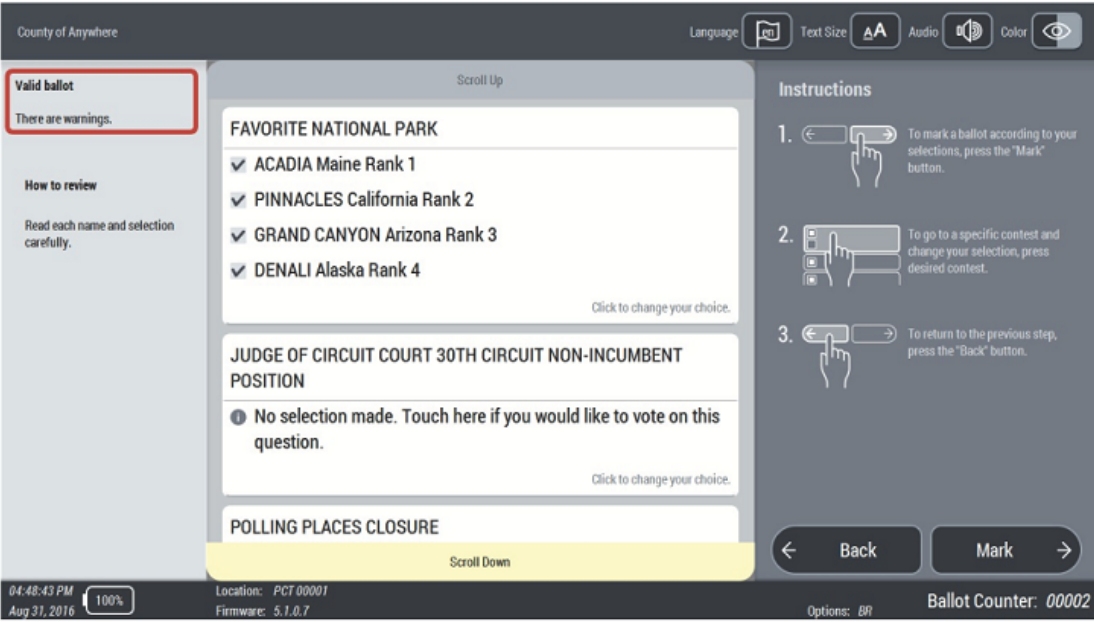 County of Anywhere
Language en Text Size AA Audio Color
Valid ballot
There are warnings.
How to review
Read each name and selection
carefully.
Scroll Up
FAVORITE NATIONAL PARK
ACADIA Maine Rank 1
PINNACLES California Rank 2
GRAND CANYON Arizona Rank 3
DENALI Alaska Rank 4
Click to change your choice.
JUDGE OF CIRCUIT COURT 30TH CIRCUIT NON-INCUMBENT
POSITION
No selection made. Touch here if you would like to vote on this
question.
Click to change your choice.
POLLING PLACES CLOSURE
Scroll Down
Instructions
1. To mark a ballot according to your
selections, press the "Mark"
button.
2. To go to a specific contest and
change your selection, press
desired contest.
3. To return to the previous step,
press the "Back" button.
Back
Mark
04:48:43 PM
Aug 31, 2016
100%
Location: PCT 00001
Firmware: 5.1.0.7
Options: BR
Ballot Counter: 00002